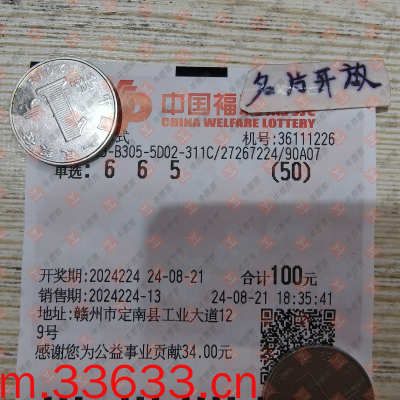 名片开放
中国福
CHINA WELFARE LOTTERY
式 机号:36111226
-B305-5D02-311C/27267224/90A07
单选: 6 6 5 (50)
开奖期:2024224 24-08-21 合计100元
销售期:2024224-13 24-08-21 18:35:41
地址:赣州市定南县工业大道12
9号
感谢您为公益事业贡献34.00元
m.33633.cn